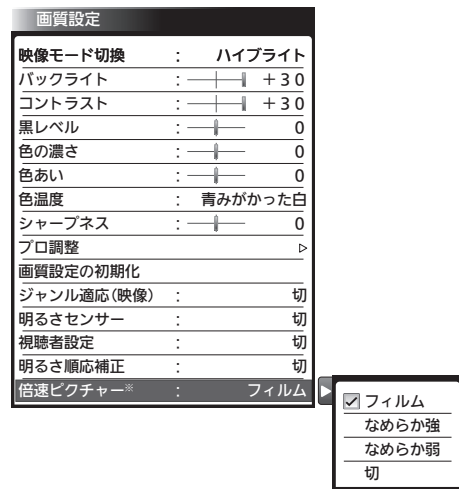 画質設定
映像モード切換 : ハイブライト
バックライト : +30
コントラスト : +30
黒レベル : 0
色の濃さ : 0
色あい : 0
色温度 : 青みがかった白
シャープネス : 0
プロ調整
画質設定の初期化
ジャンル適応(映像) : 切
明るさセンサー : 切
視聴者設定 : 切
明るさ順応補正 : 切
倍速ピクチャー※ : フィルム
フィルム
なめらか強
なめらか弱
切